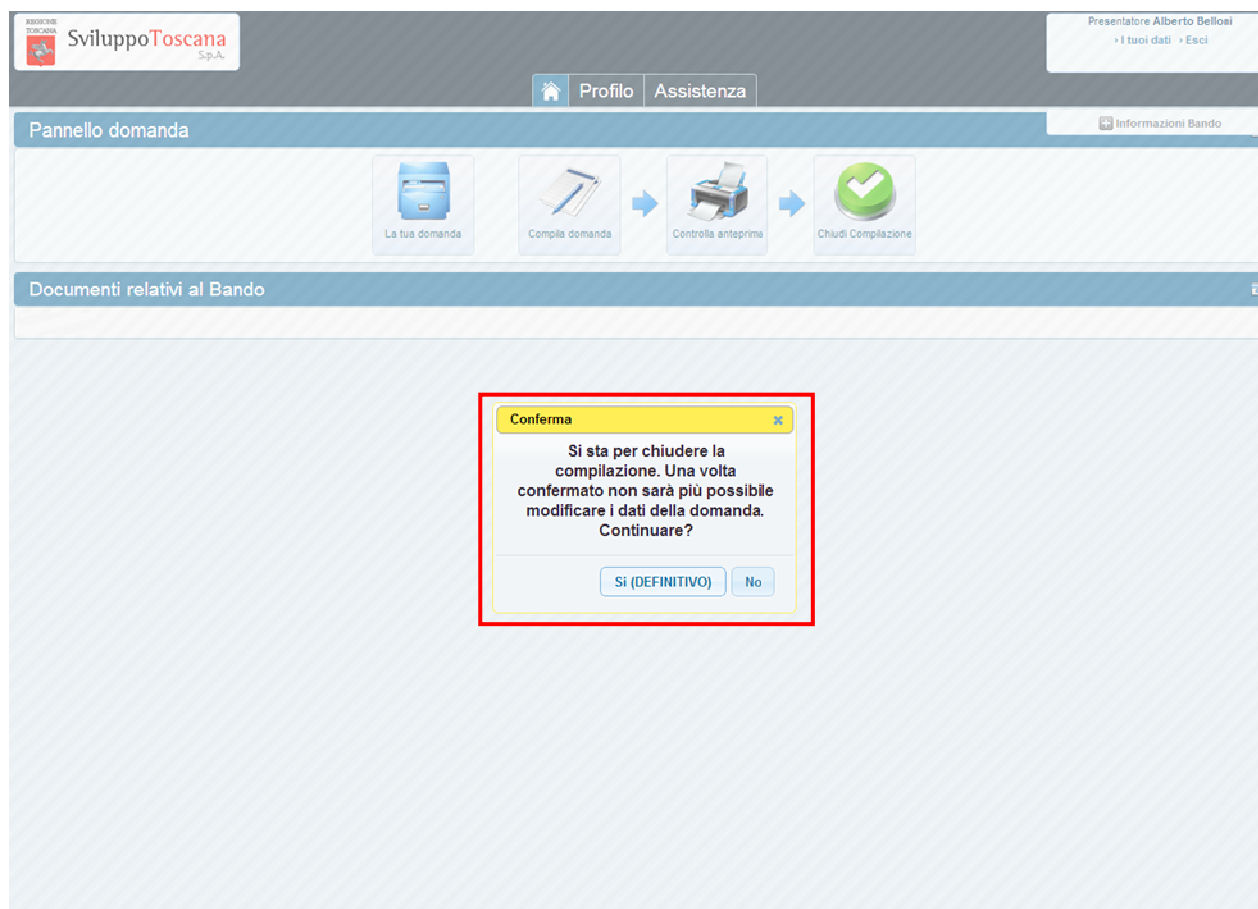 REGIONE
TOSCANA
SviluppoToscana
S.p.A.
Presentatore Alberto Belloni
I tuoi dati Esci
Profilo Assistenza
Informazioni Bando
Pannello domanda
La tua domanda
Compila domanda
Controlla anteprima
Chiudi Compilazione
Documenti relativi al Bando
Conferma x
Si sta per chiudere la
compilazione. Una volta
confermato non sarà più possibile
modificare i dati della domanda.
Continuare?
Si (DEFINITIVO) No